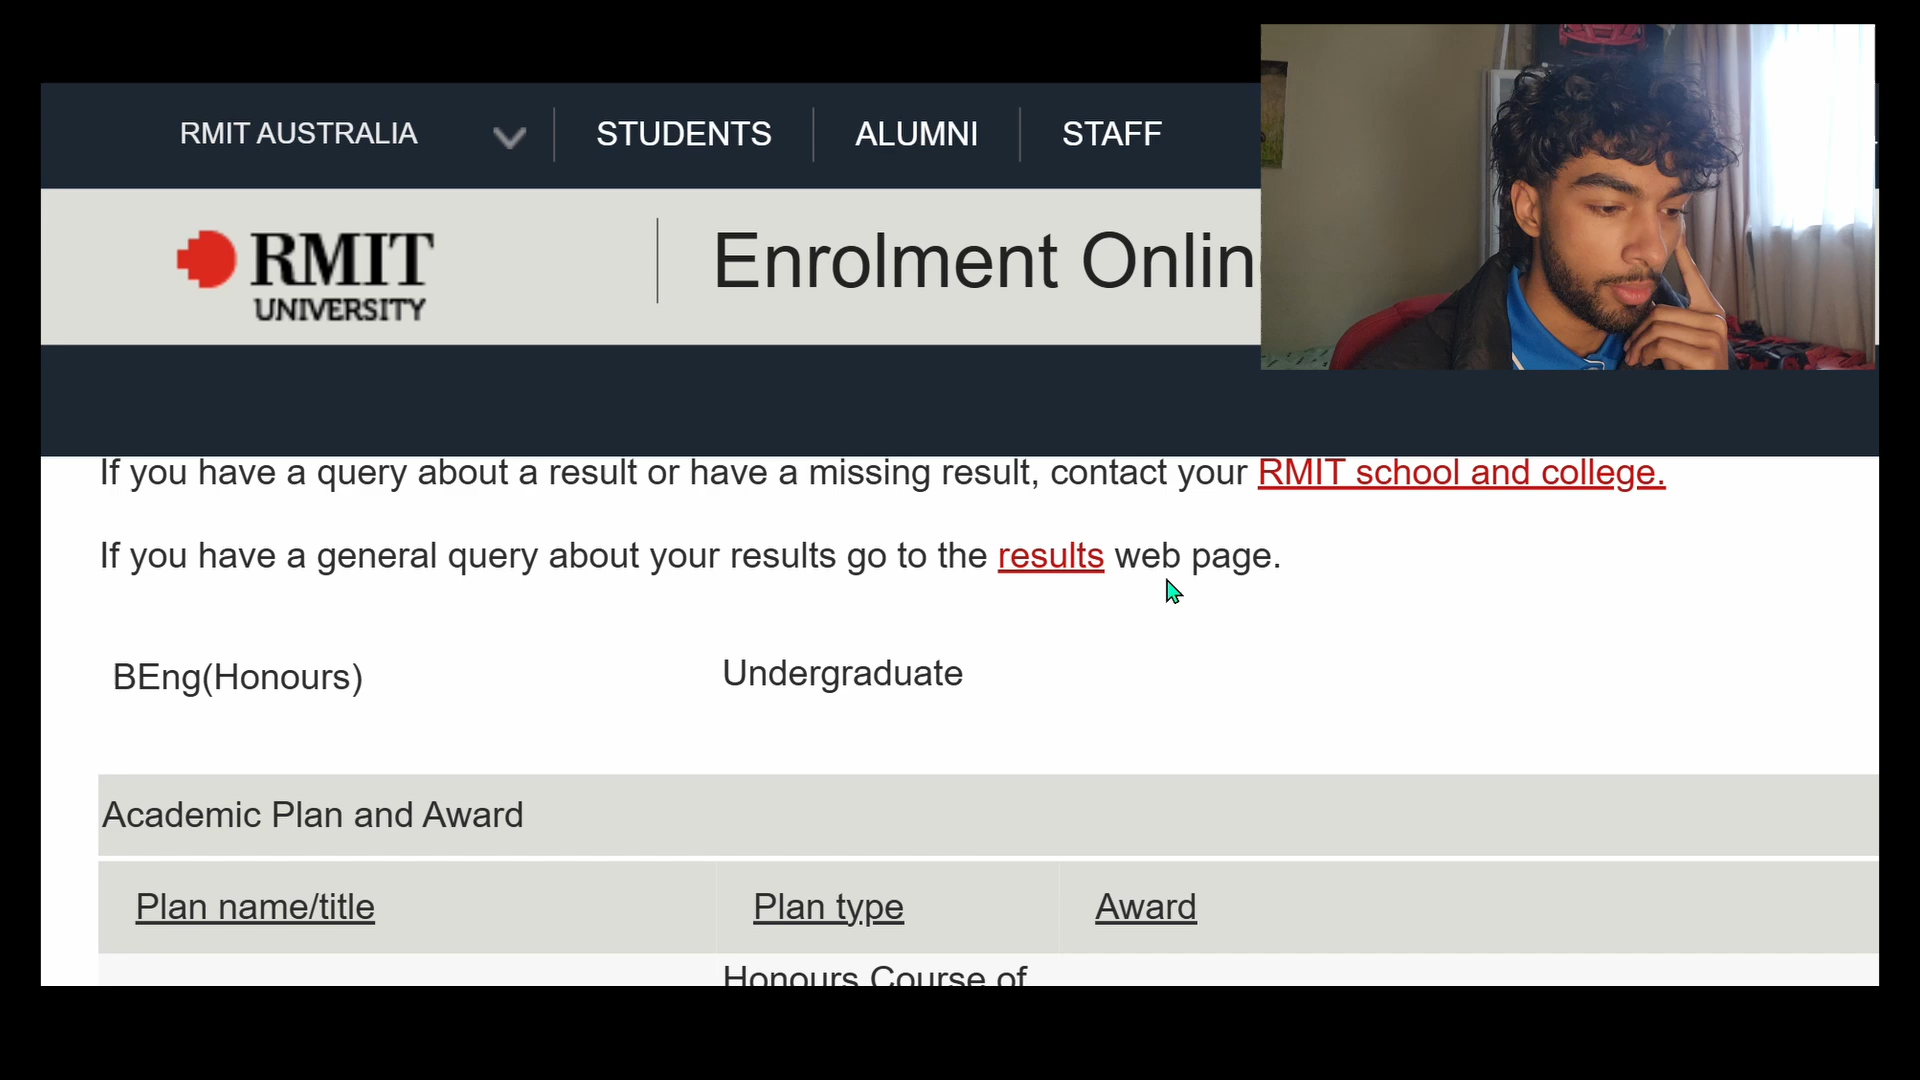 RMIT AUSTRALIA STUDENTS ALUMNI STAFF
RMIT
UNIVERSITY
Enrolment Onlin
If you have a query about a result or have a missing result, contact your RMIT school and college.
If you have a general query about your results go to the results web page.
BEng(Honours) Undergraduate
Academic Plan and Award
Plan name/title Plan type Award
Honours Course of